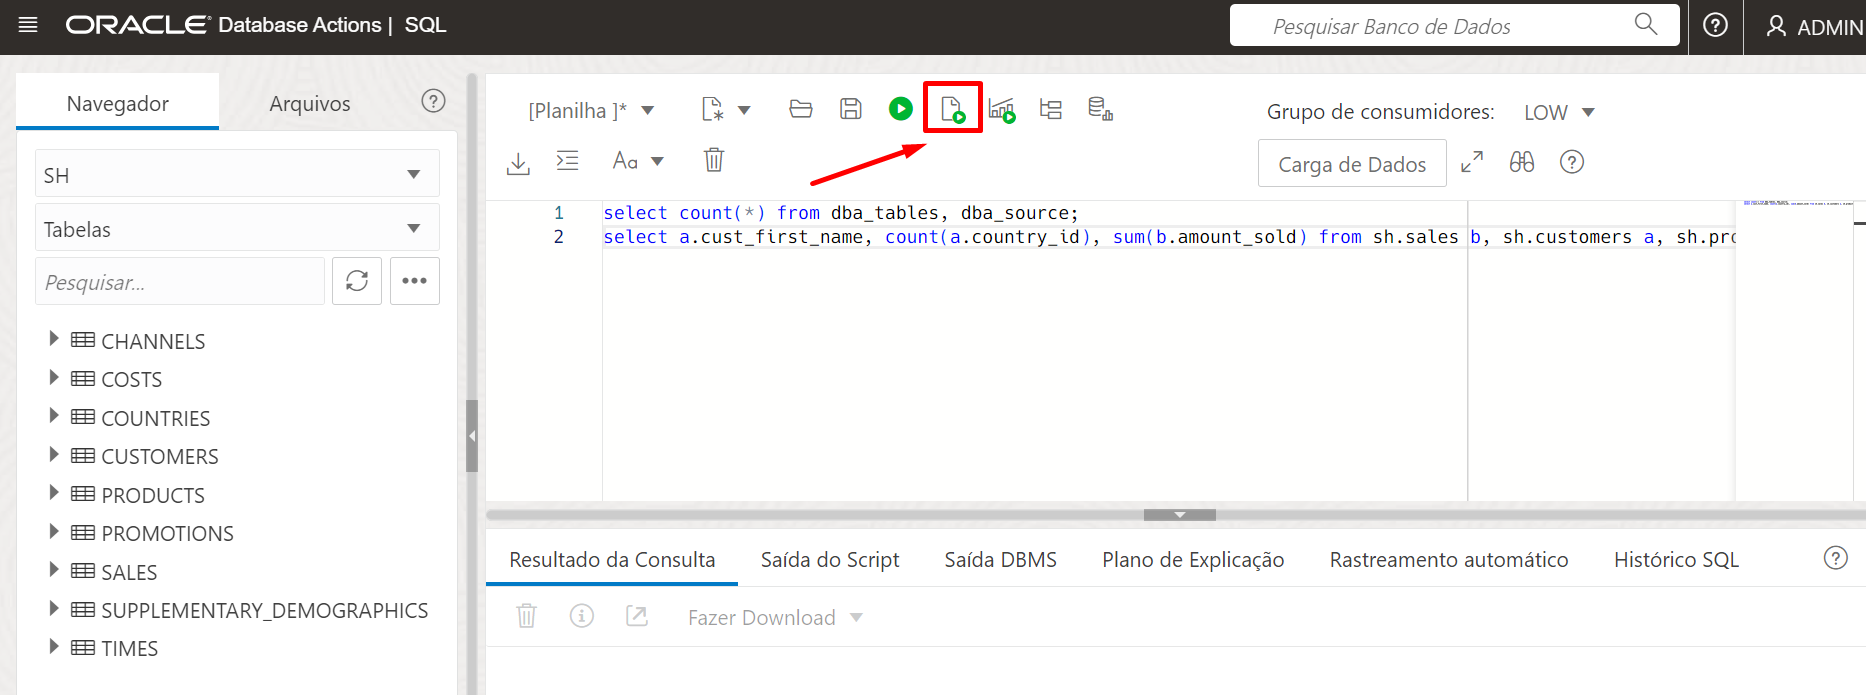 ORACLE Database Actions | SQL
Pesquisar Banco de Dados
ADMIN
Navegador
Arquivos
SH
Tabelas
Pesquisar...
CHANNELS
COSTS
COUNTRIES
CUSTOMERS
PRODUCTS
PROMOTIONS
SALES
SUPPLEMENTARY_DEMOGRAPHICS
TIMES
[Planilha ]*
Grupo de consumidores: LOW
Aa
Carga de Dados
1 select count(*) from dba_tables, dba_source;
2 select a.cust_first_name, count(a.country_id), sum(b.amount_sold) from sh.sales b, sh.customers a, sh.pro
Resultado da Consulta Saída do Script Saída DBMS Plano de Explicação Rastreamento automático Histórico SQL
Fazer Download